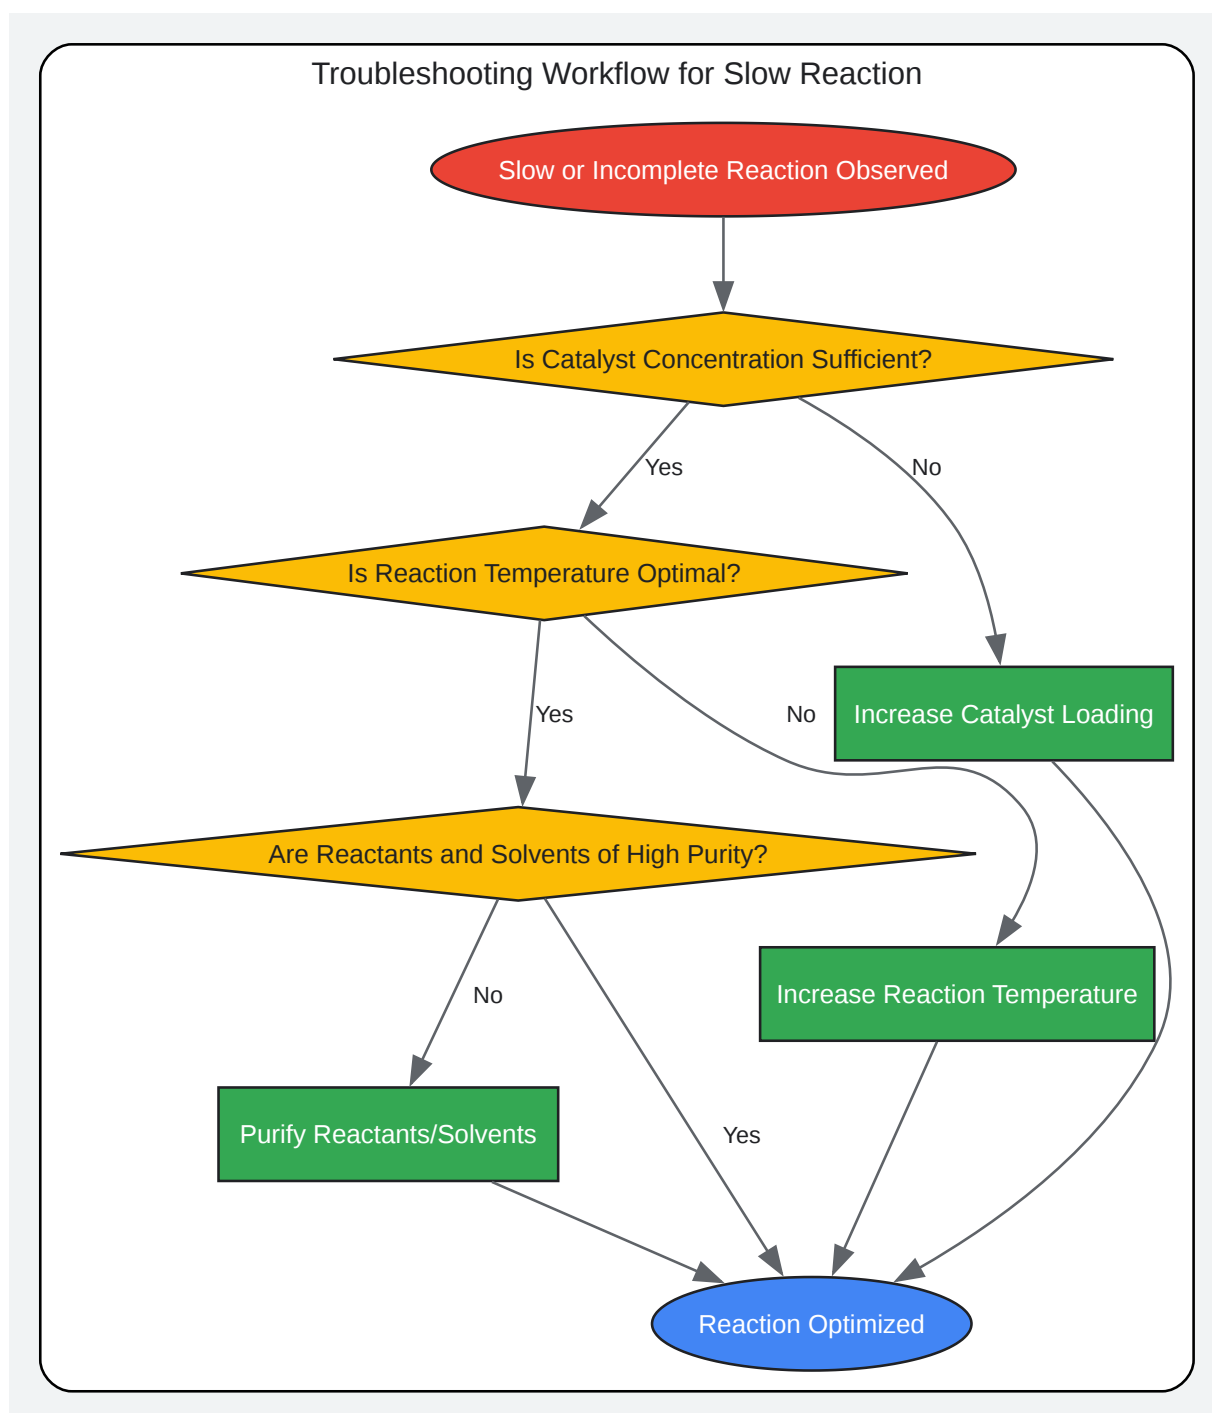 Troubleshooting Workflow for Slow Reaction
Slow or Incomplete Reaction Observed
Is Catalyst Concentration Sufficient?
Yes
No
Is Reaction Temperature Optimal?
Yes
No
Increase Catalyst Loading
Are Reactants and Solvents of High Purity?
No
Increase Reaction Temperature
Purify Reactants/Solvents
Yes
Reaction Optimized